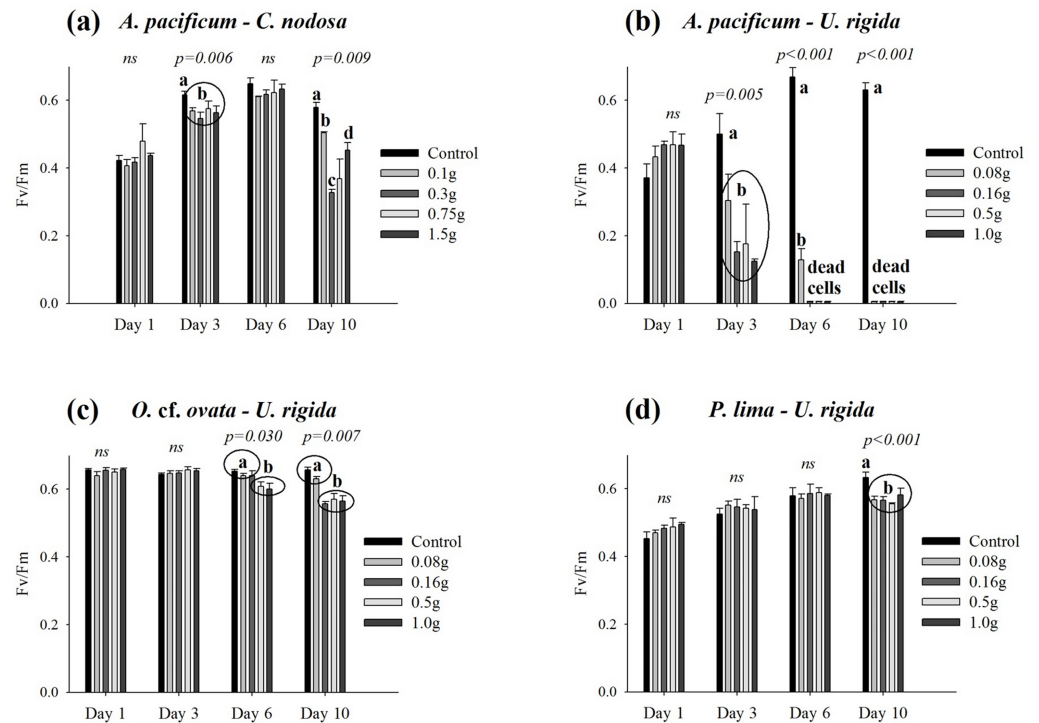 (a) A. pacificum - C. nodosa
ns p=0.006 ns p=0.009
a b a b c d
Fv/Fm
0.6
0.4
0.2
0.0
Day 1 Day 3 Day 6 Day 10
Control
0.1g
0.3g
0.75g
1.5g
(b) A. pacificum - U. rigida
ns p=0.005 p<0.001 p<0.001
a b a b a
dead cells
dead cells
Fv/Fm
0.6
0.4
0.2
0.0
Day 1 Day 3 Day 6 Day 10
Control
0.08g
0.16g
0.5g
1.0g
(c) O. cf. ovata - U. rigida
ns ns p=0.030 p=0.007
a b a b
Fv/Fm
0.6
0.4
0.2
0.0
Day 1 Day 3 Day 6 Day 10
Control
0.08g
0.16g
0.5g
1.0g
(d) P. lima - U. rigida
ns ns ns p<0.001
a b
Fv/Fm
0.6
0.4
0.2
0.0
Day 1 Day 3 Day 6 Day 10
Control
0.08g
0.16g
0.5g
1.0g